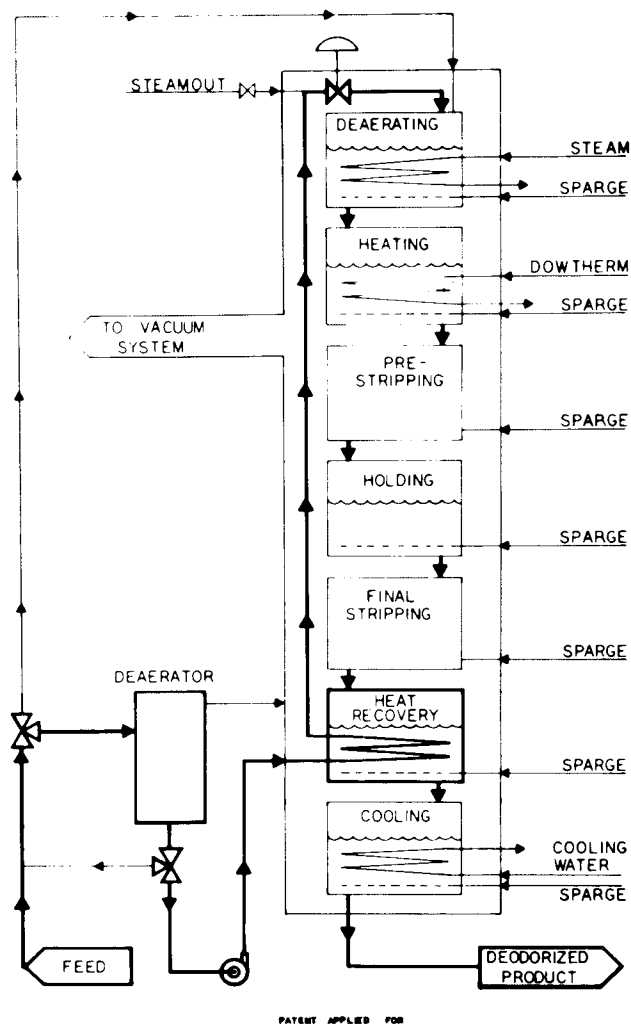 STEAMOUT
DEAERATING
STEAM
SPARGE
HEATING
DOWTHERM
SPARGE
TO VACUUM
SYSTEM
PRE-
STRIPPING
SPARGE
HOLDING
SPARGE
FINAL
STRIPPING
SPARGE
DEAERATOR
HEAT
RECOVERY
SPARGE
COOLING
COOLING
WATER
SPARGE
FEED
DEODORIZED
PRODUCT
PATENT APPLIED FOR